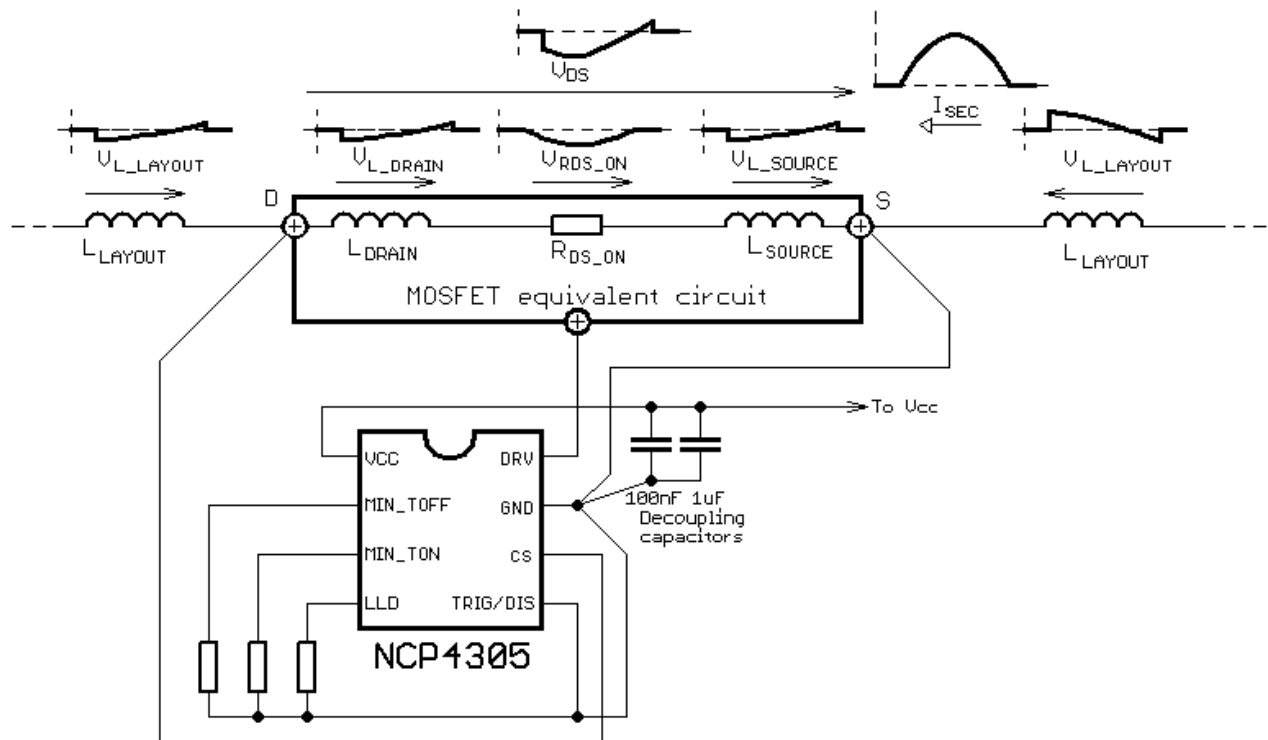 V_DS
I_SEC
V_L_LAYOUT
V_L_DRAIN
V_RDS_ON
V_L_SOURCE
V_L_LAYOUT
D
S
L_LAYOUT
L_DRAIN
R_DS_ON
L_SOURCE
L_LAYOUT
MOSFET equivalent circuit
To Vcc
VCC
DRV
MIN_TOFF
GND
100nF 1uF
Decoupling
capacitors
MIN_TON
CS
LLD
TRIG/DIS
NCP4305